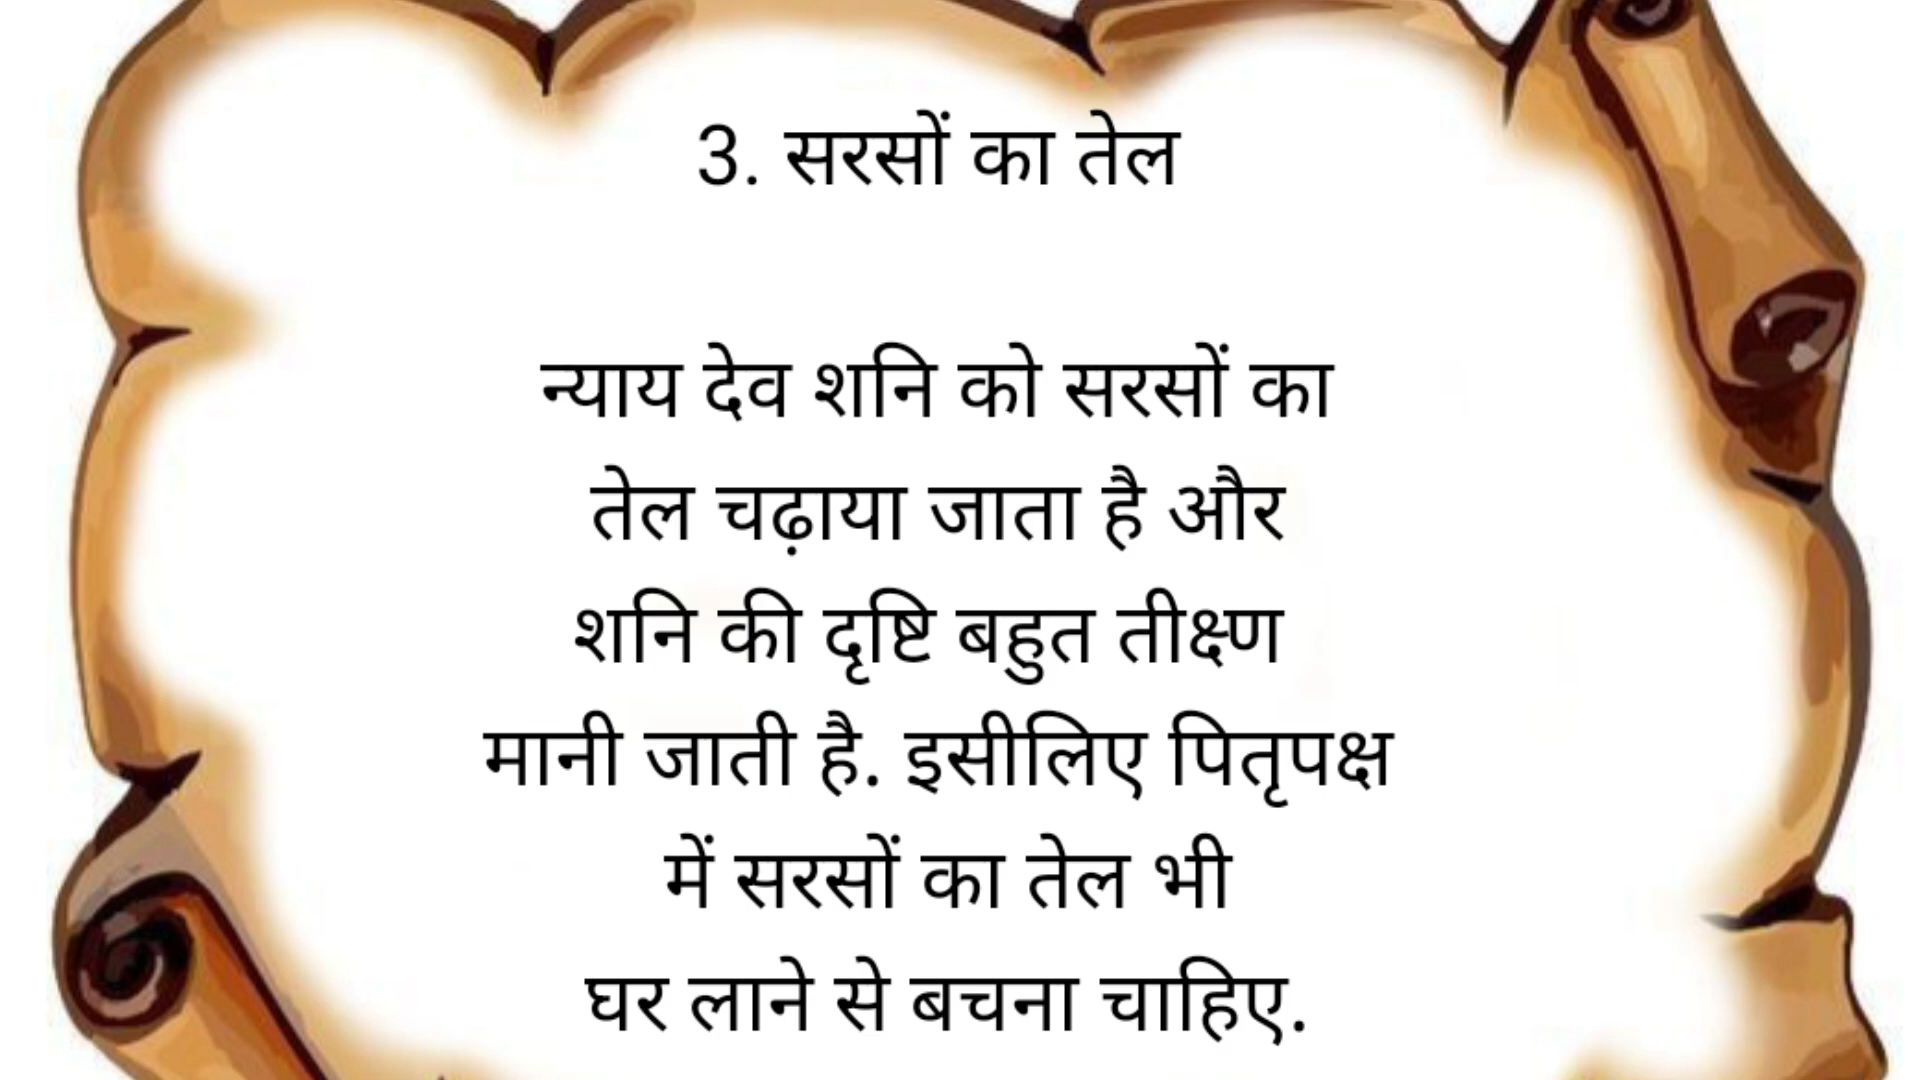 3. सरसों का तेल
न्याय देव शनि को सरसों का
तेल चढ़ाया जाता है और
शनि की दृष्टि बहुत तीक्ष्ण
मानी जाती है. इसीलिए पितृपक्ष
में सरसों का तेल भी
घर लाने से बचना चाहिए.